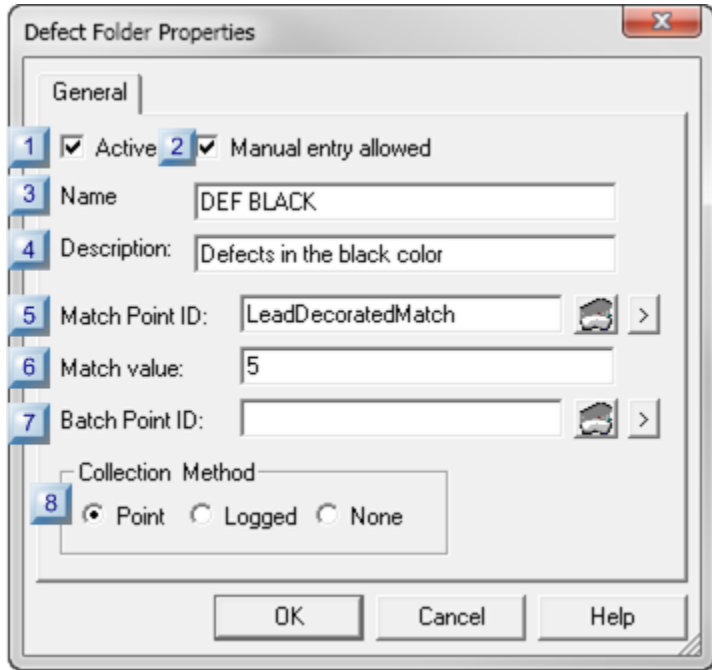 Defect Folder Properties
General
1 Active 2 Manual entry allowed
3 Name DEF BLACK
4 Description: Defects in the black color
5 Match Point ID: LeadDecoratedMatch >
6 Match value: 5
7 Batch Point ID: >
Collection Method
8 Point Logged None
OK Cancel Help